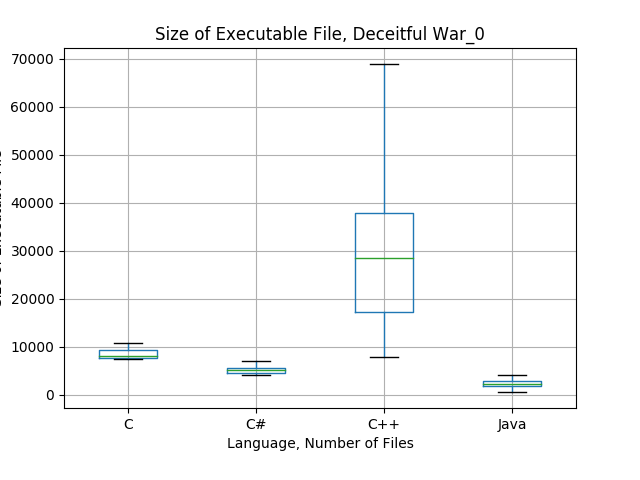 Size of Executable File, Deceitful War_0
70000
60000
50000
40000
30000
20000
10000
0
C
C#
C++
Java
Language, Number of Files